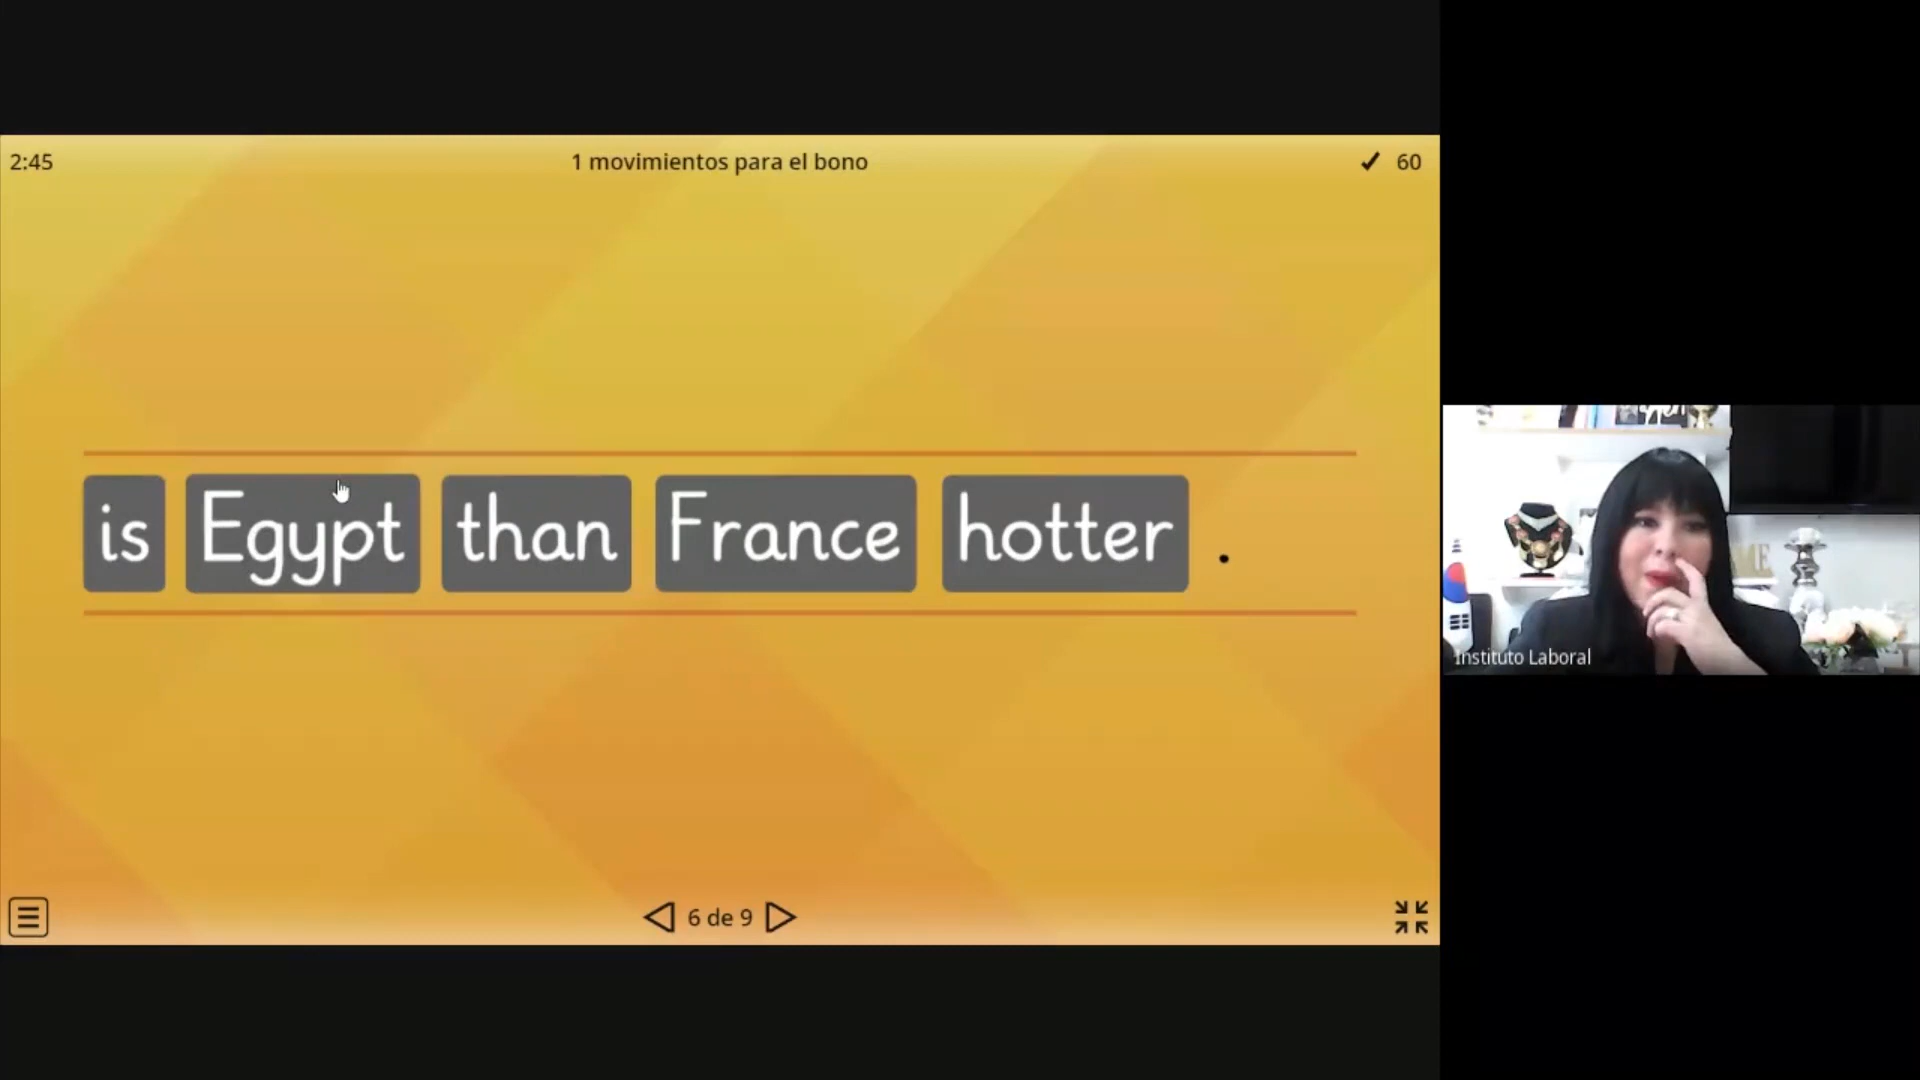 2:45
1 movimientos para el bono
✓ 60
is Egypt than France hotter .
Instituto Laboral
6 de 9